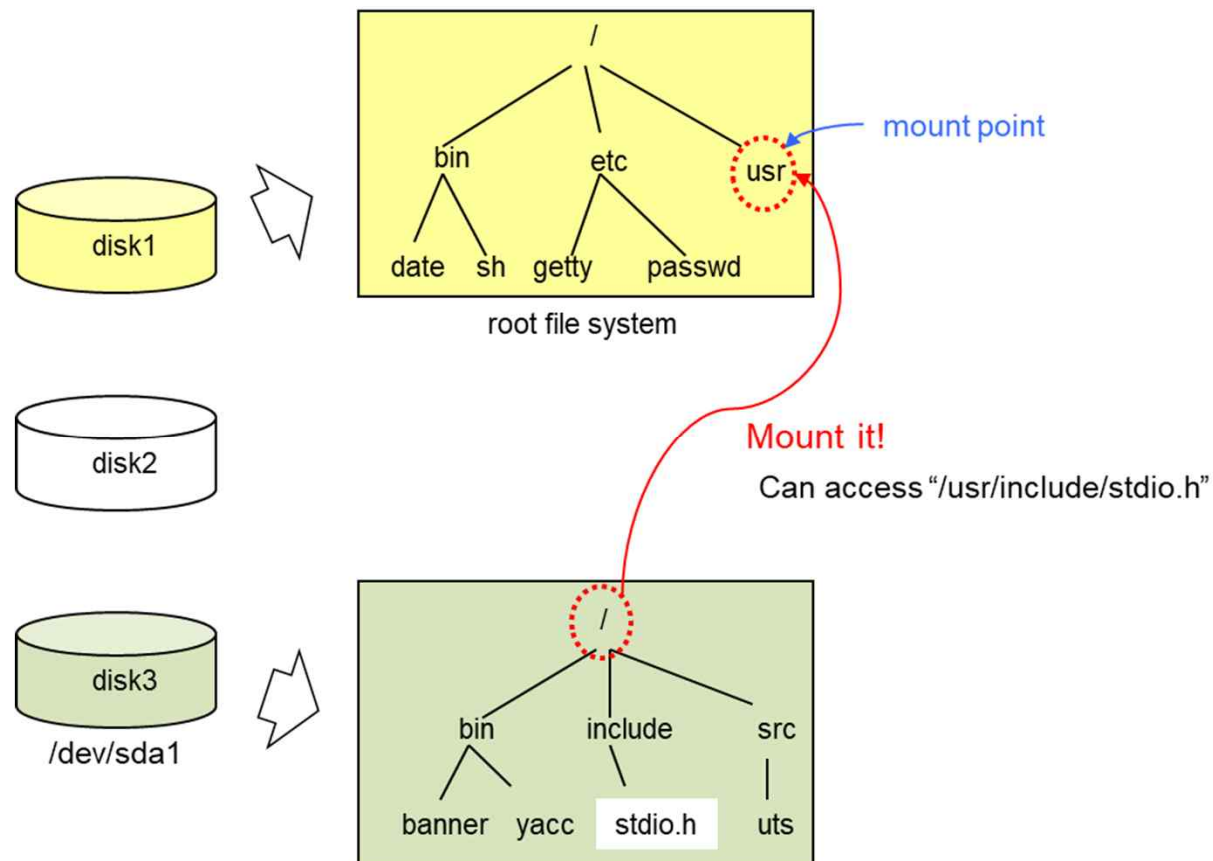 /
bin etc usr
mount point
date sh getty passwd
root file system
disk1
disk2
Mount it!
Can access “/usr/include/stdio.h”
disk3
/dev/sda1
/
bin include src
banner yacc stdio.h uts